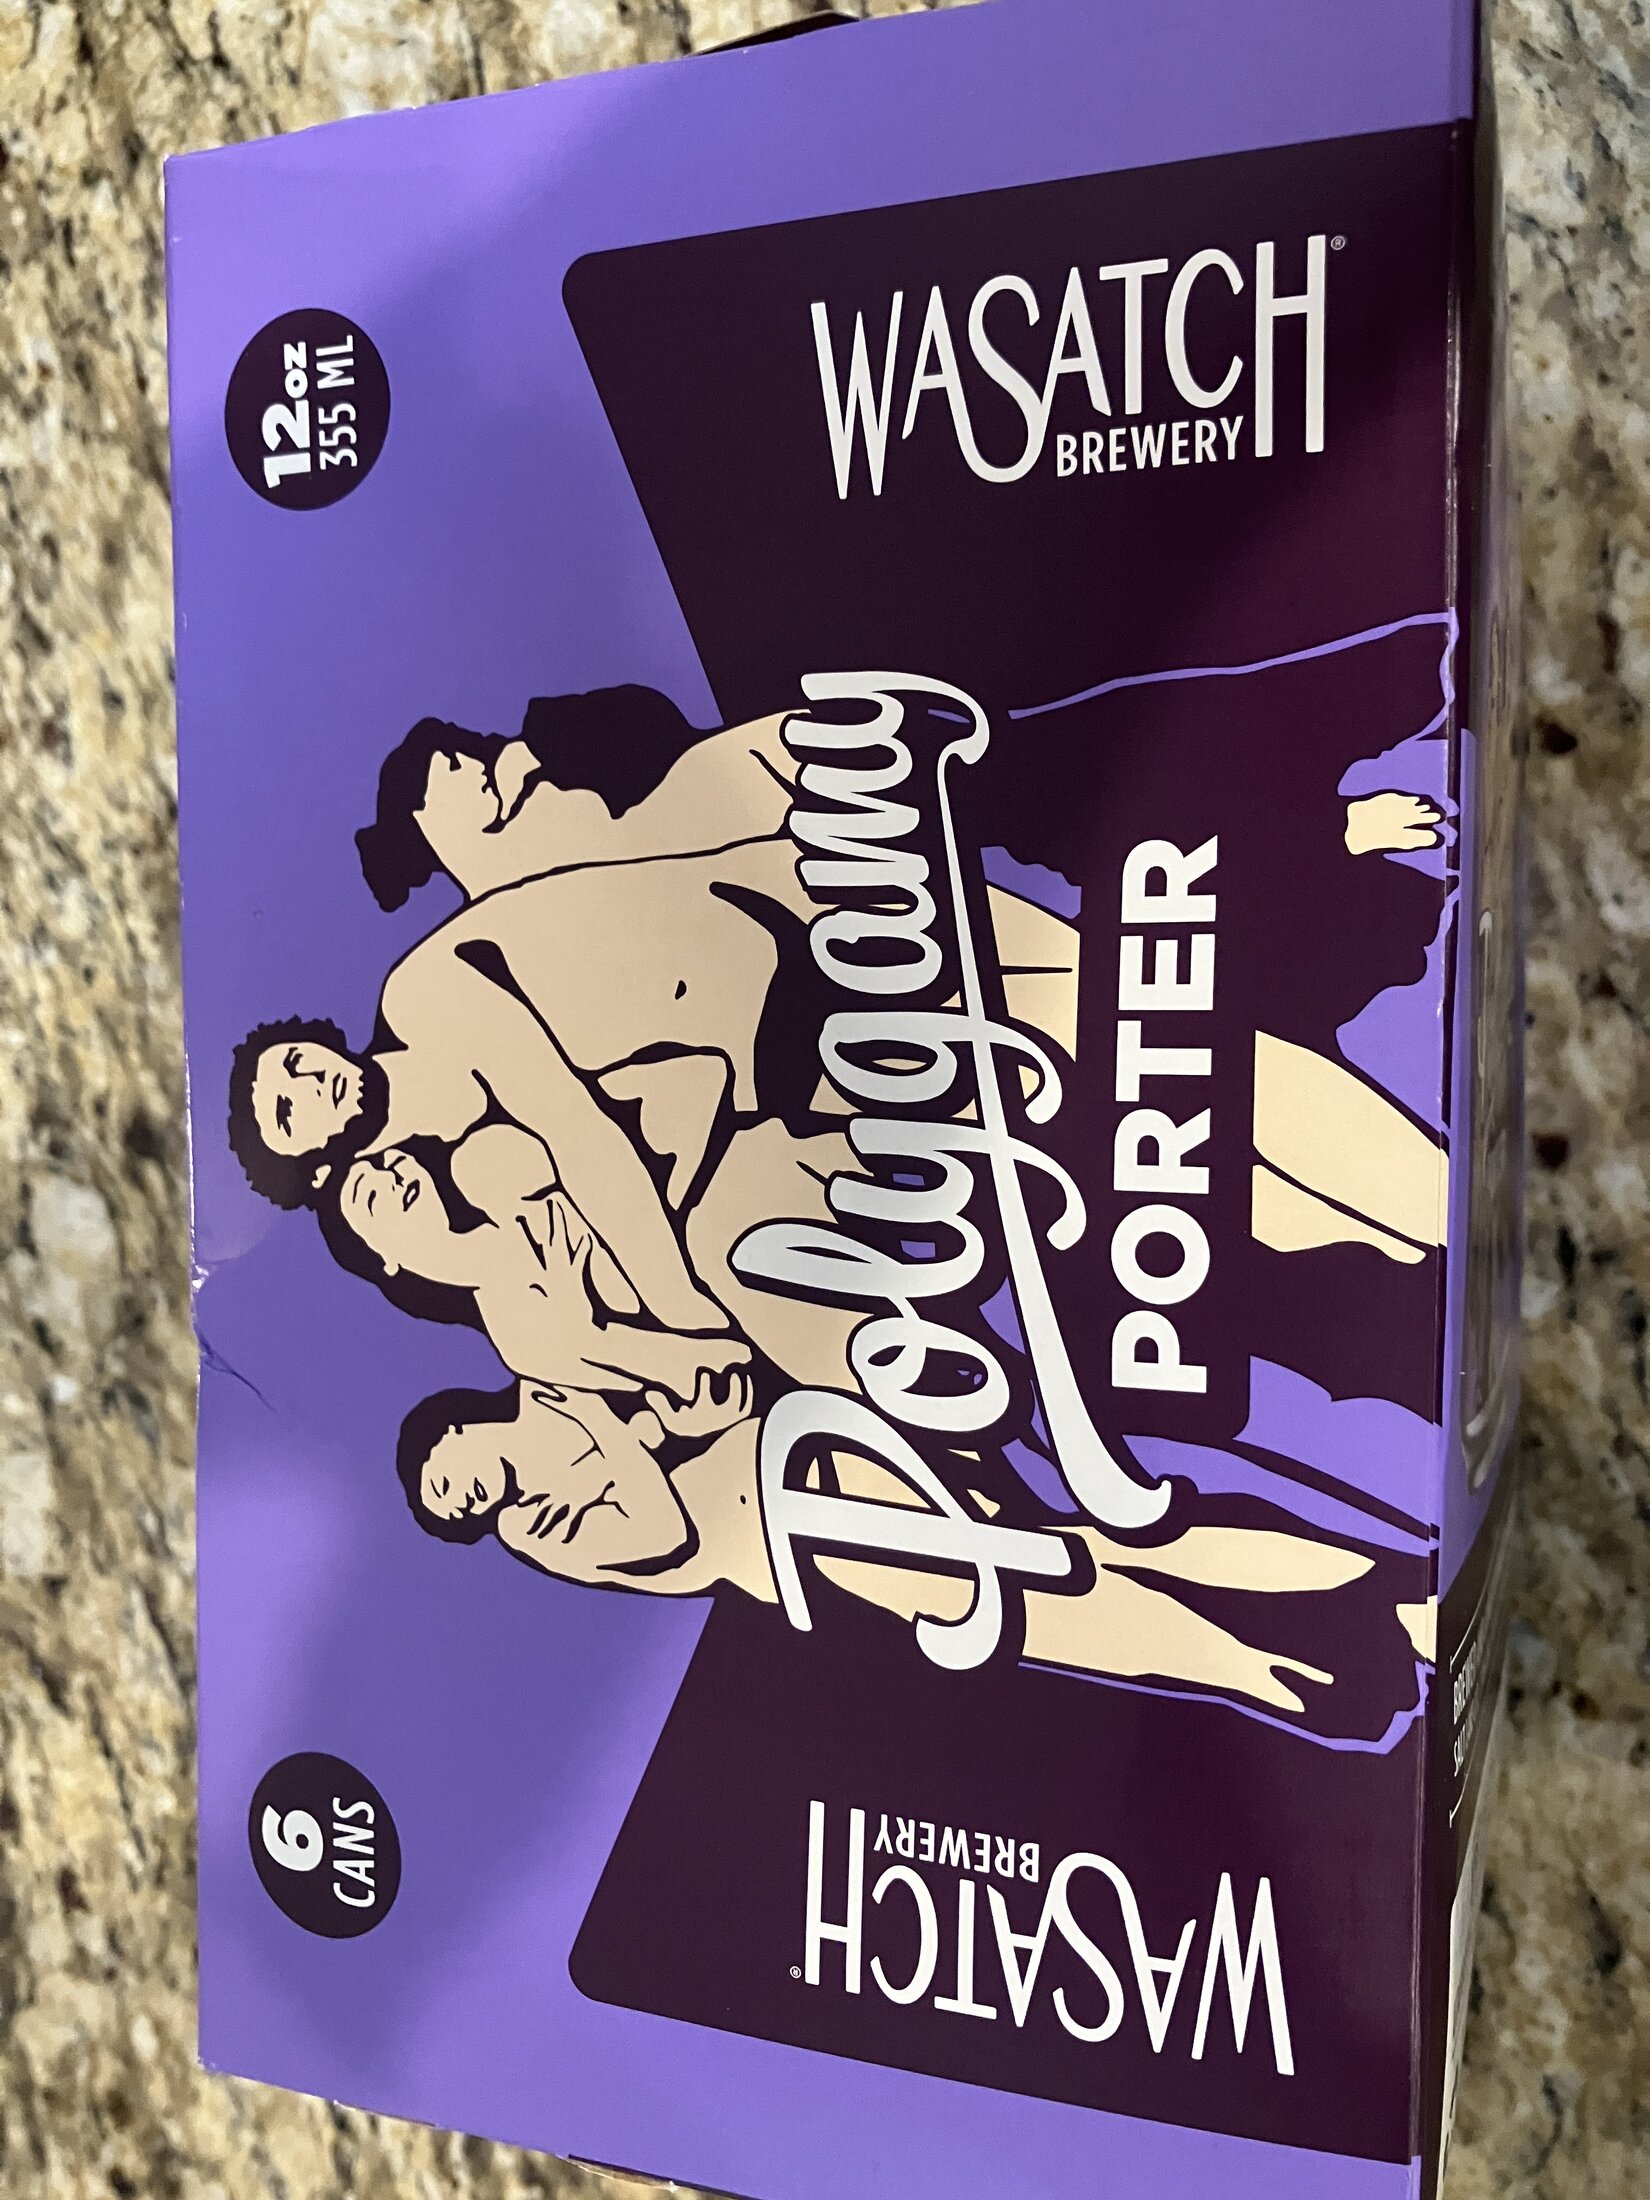 6
CANS
12oz
355 ML
WASATCH®
BREWERY
Polygamy
PORTER
WASATCH®
BREWERY